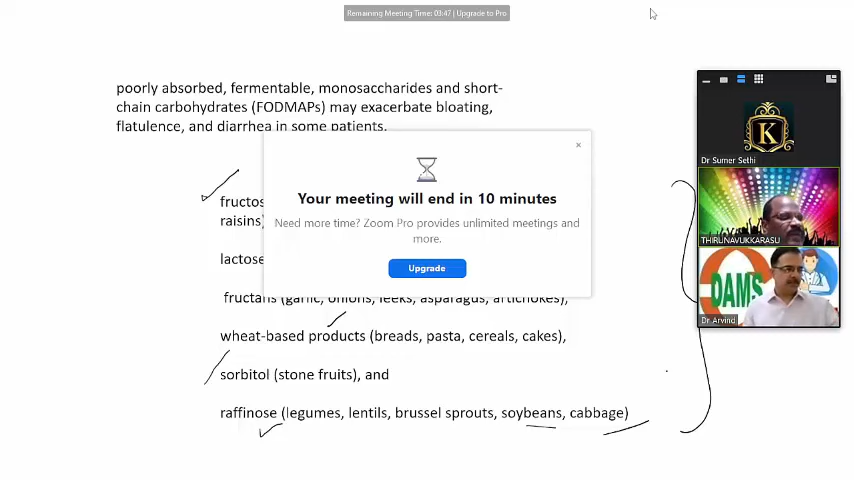 Remaining Meeting Time: 03:47 | Upgrade to Pro
poorly absorbed, fermentable, monosaccharides and short-
chain carbohydrates (FODMAPs) may exacerbate bloating,
flatulence, and diarrhea in some patients.
×
Your meeting will end in 10 minutes
Need more time? Zoom Pro provides unlimited meetings and
more.
Upgrade
fructos
raisins)
lactose
fructans (garlic, onions, leeks, asparagus, artichokes),
wheat-based products (breads, pasta, cereals, cakes),
sorbitol (stone fruits), and
raffinose (legumes, lentils, brussel sprouts, soybeans, cabbage)
K
Dr Sumer Sethi
THIRUNAVUKKARASU
DAMS
Dr Arvind